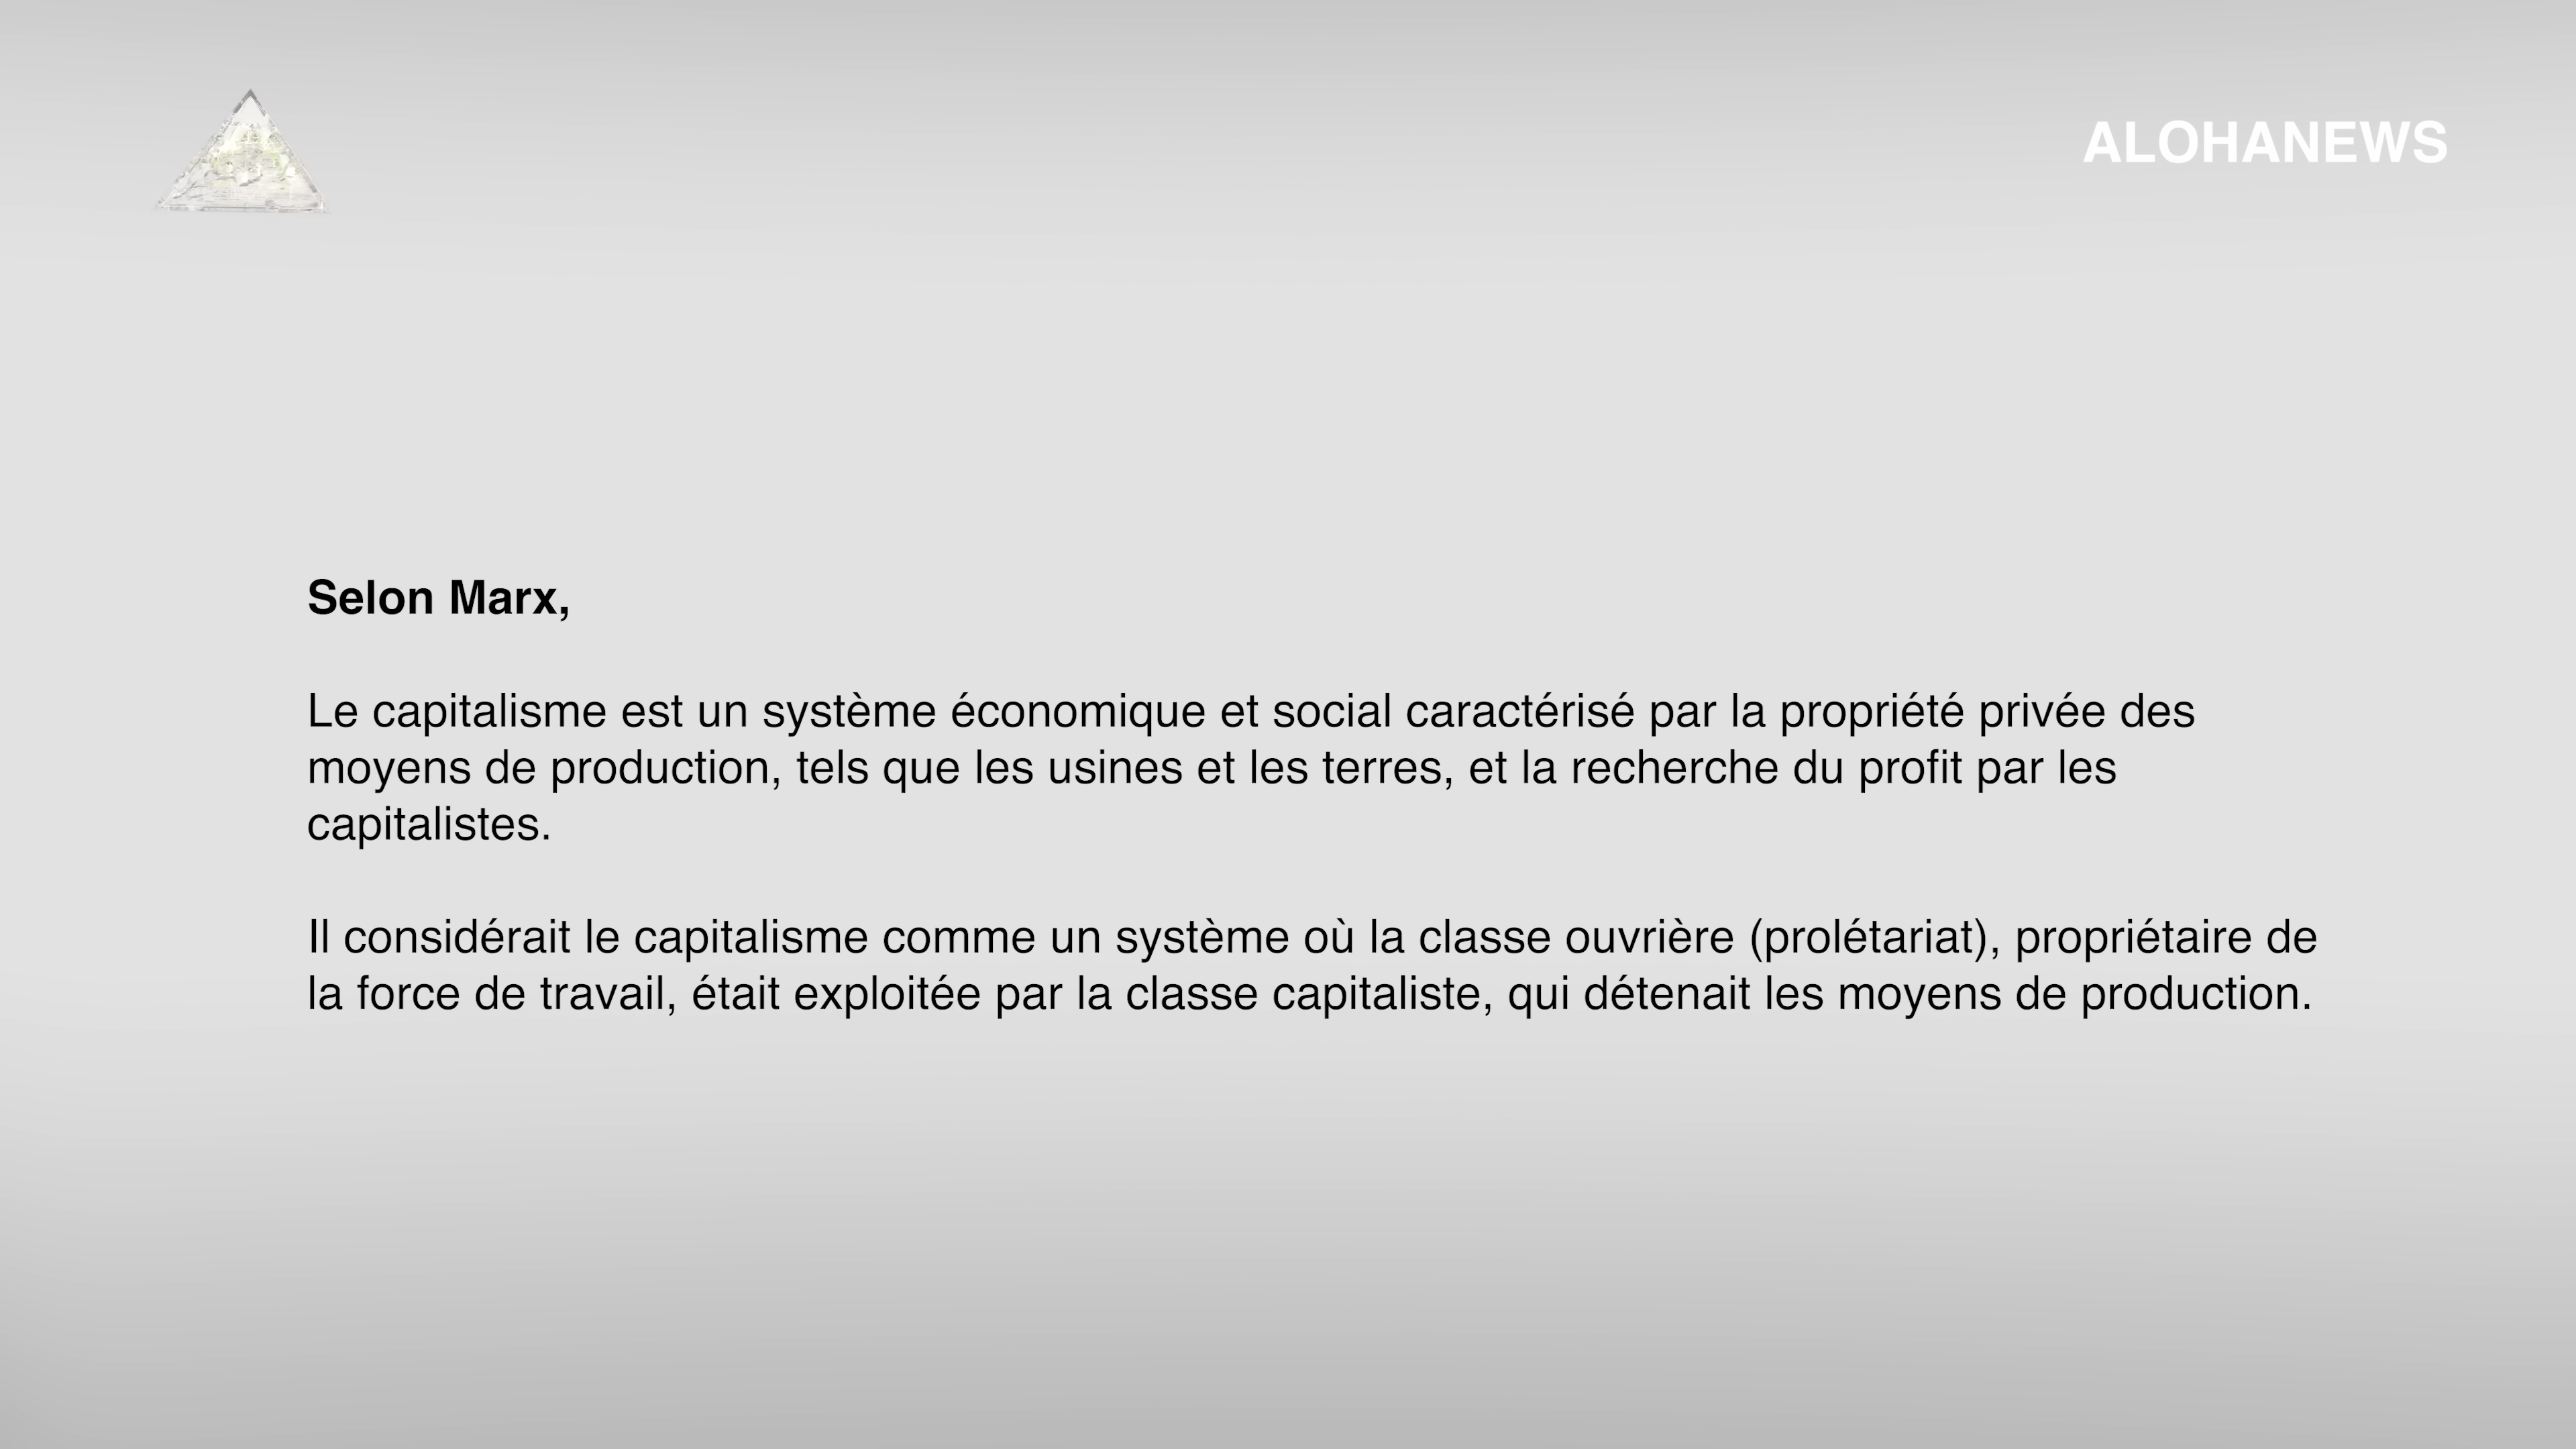 ALOHANEWS
Selon Marx,
Le capitalisme est un système économique et social caractérisé par la propriété privée des
moyens de production, tels que les usines et les terres, et la recherche du profit par les
capitalistes.
Il considérait le capitalisme comme un système où la classe ouvrière (prolétariat), propriétaire de
la force de travail, était exploitée par la classe capitaliste, qui détenait les moyens de production.